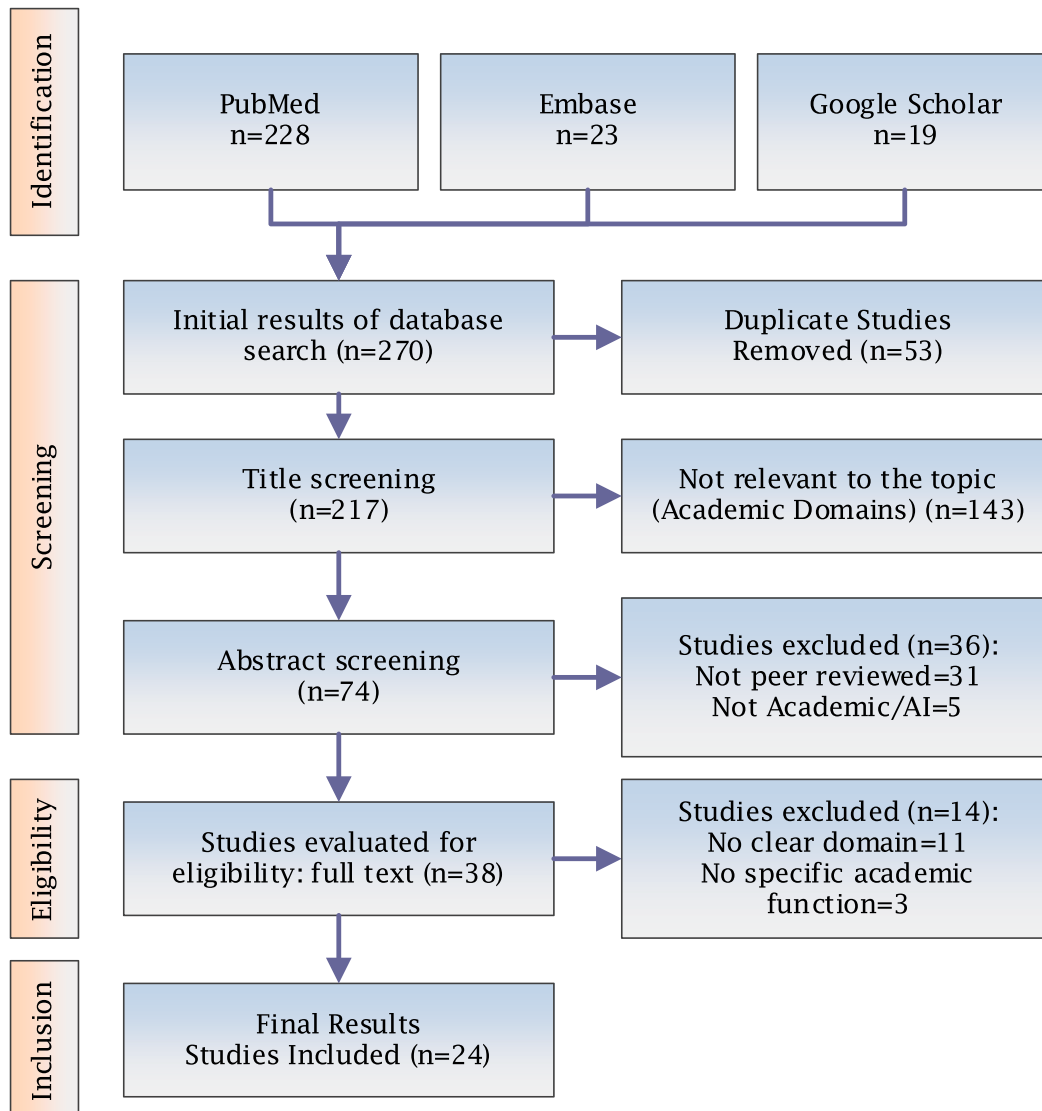 Identification
PubMed
n=228
Embase
n=23
Google Scholar
n=19
Screening
Initial results of database
search (n=270)
Duplicate Studies
Removed (n=53)
Title screening
(n=217)
Not relevant to the topic
(Academic Domains) (n=143)
Abstract screening
(n=74)
Studies excluded (n=36):
Not peer reviewed=31
Not Academic/AI=5
Eligibility
Studies evaluated for
eligibility: full text (n=38)
Studies excluded (n=14):
No clear domain=11
No specific academic
function=3
Inclusion
Final Results
Studies Included (n=24)